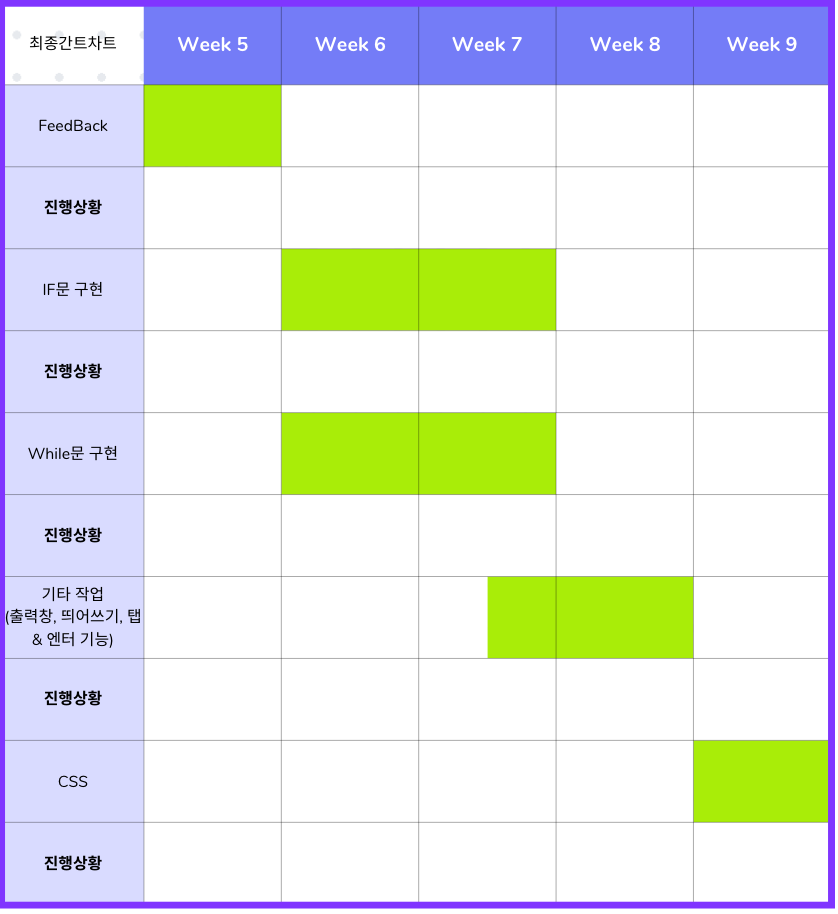 최종간트차트
Week 5
Week 6
Week 7
Week 8
Week 9
FeedBack
진행상황
IF문 구현
진행상황
While문 구현
진행상황
기타 작업
(출력창, 띄어쓰기, 탭
& 엔터 기능)
진행상황
CSS
진행상황